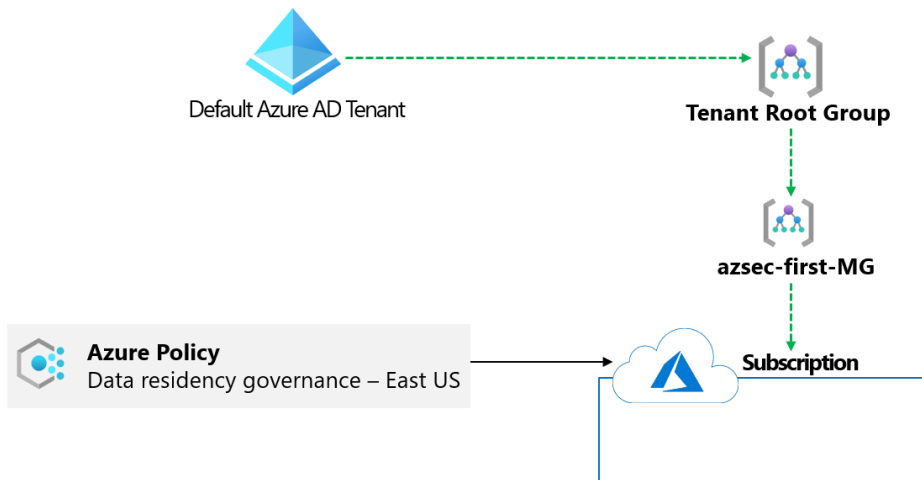 Default Azure AD Tenant
Tenant Root Group
azsec-first-MG
Azure Policy
Data residency governance – East US
Subscription